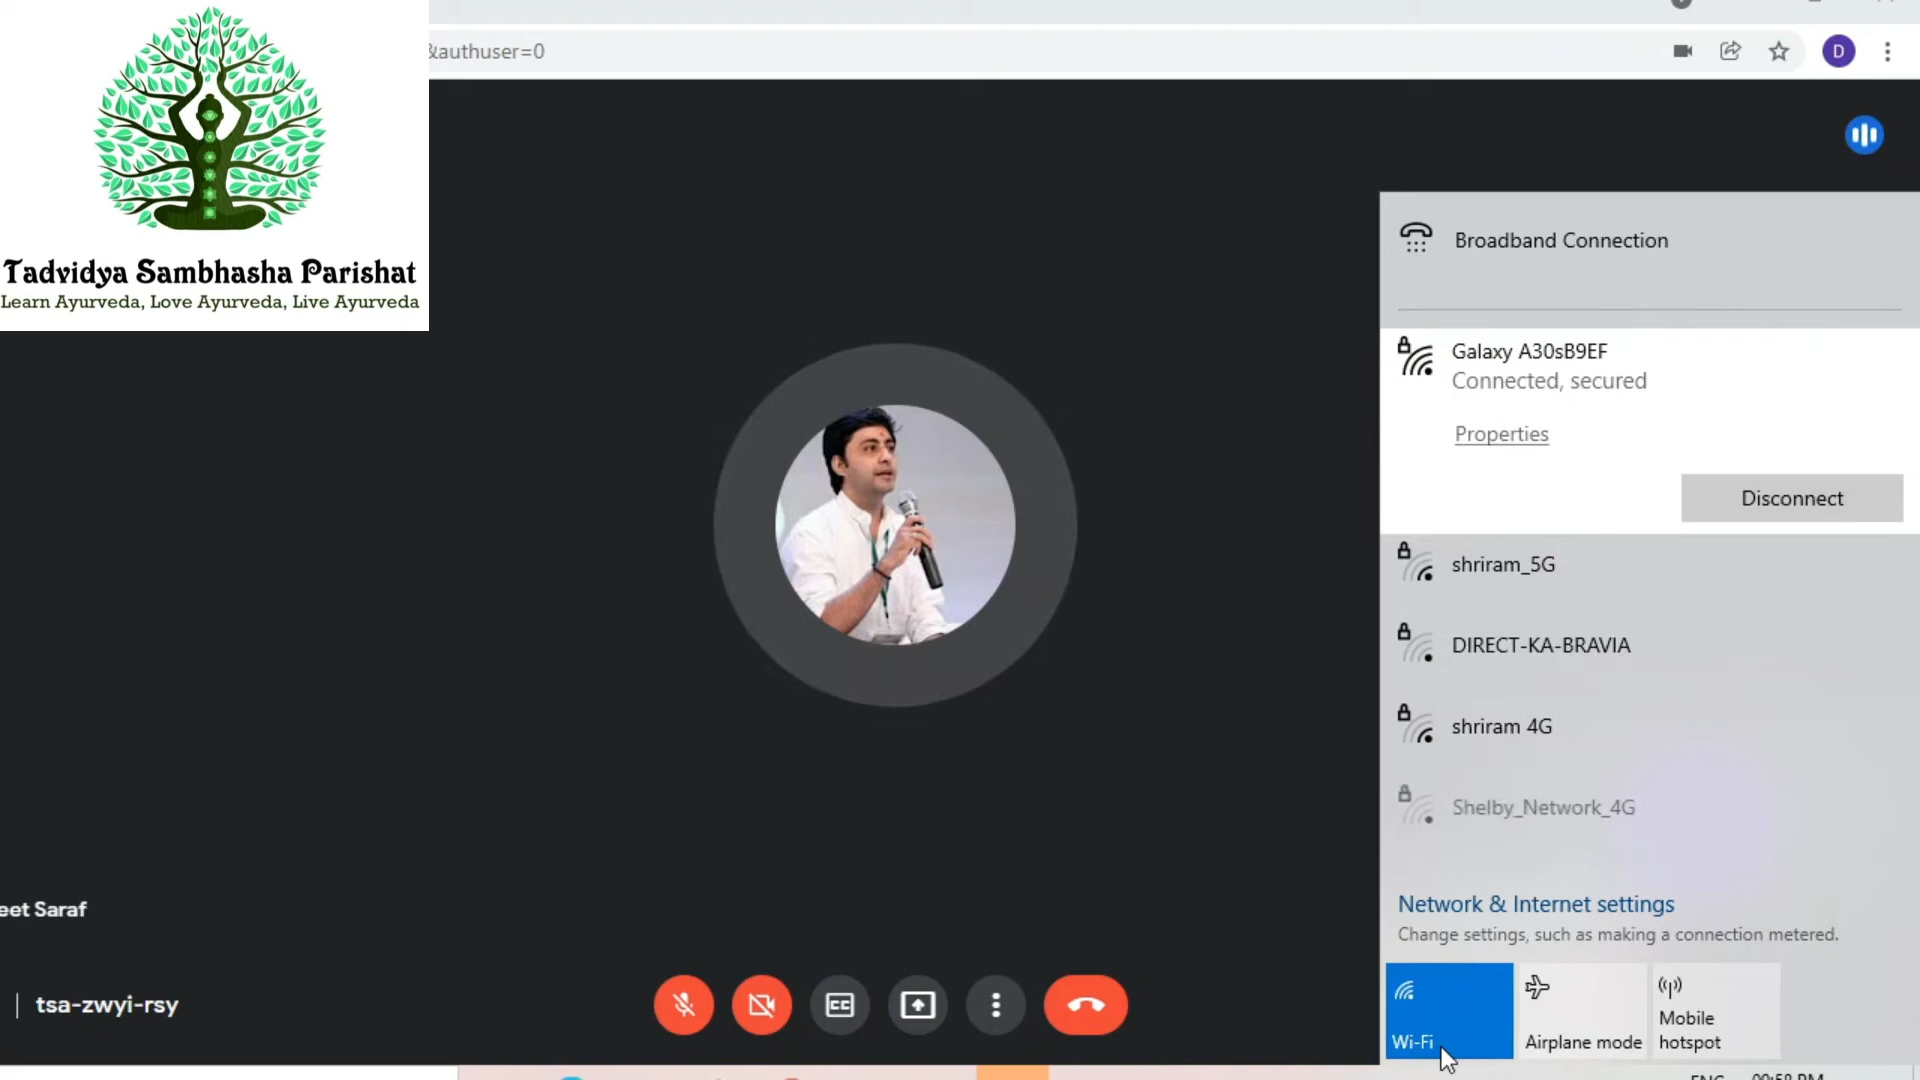 Tadvidya Sambhasha Parishat
Learn Ayurveda, Love Ayurveda, Live Ayurveda
&authuser=0
D
Broadband Connection
Galaxy A30sB9EF
Connected, secured
Properties
Disconnect
shriram_5G
DIRECT-KA-BRAVIA
shriram 4G
Shelby_Network_4G
Network & Internet settings
Change settings, such as making a connection metered.
Wi-Fi
Airplane mode
Mobile
hotspot
eet Saraf
tsa-zwyi-rsy
CC